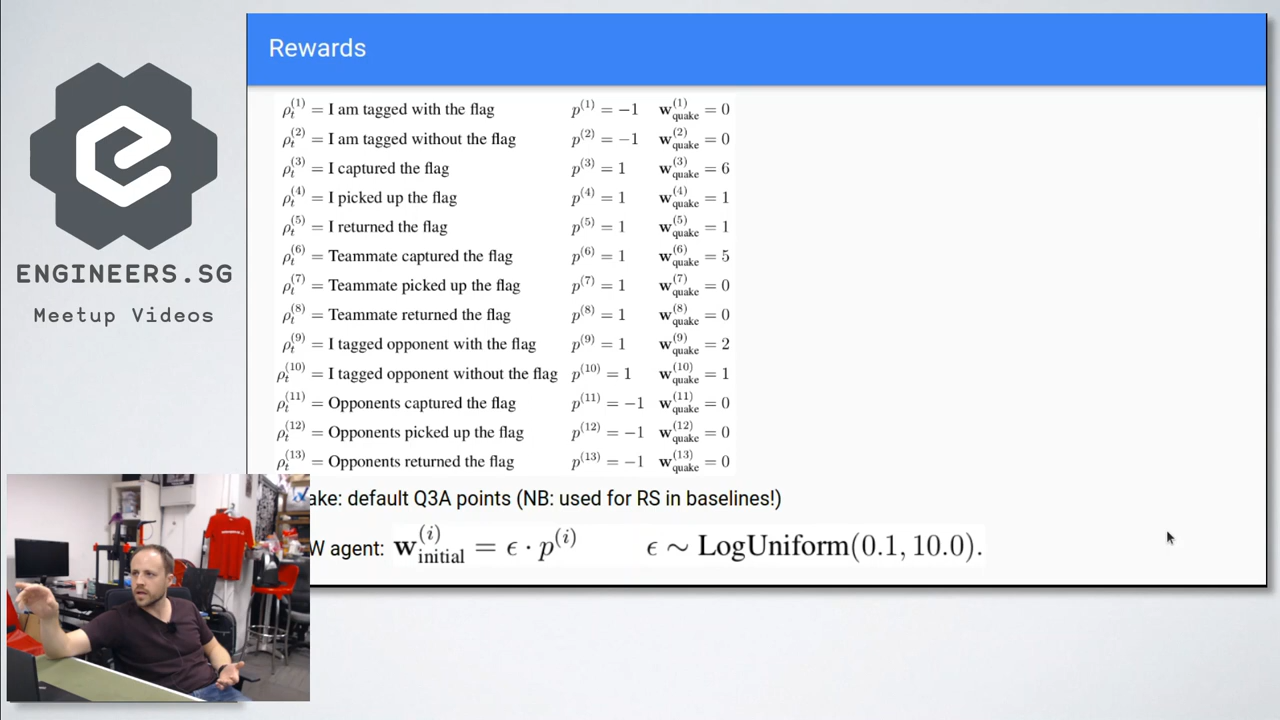 Rewards
ρ_t^(1) = I am tagged with the flag p^(1) = −1 w_quake^(1) = 0
ρ_t^(2) = I am tagged without the flag p^(2) = −1 w_quake^(2) = 0
ρ_t^(3) = I captured the flag p^(3) = 1 w_quake^(3) = 6
ρ_t^(4) = I picked up the flag p^(4) = 1 w_quake^(4) = 1
ρ_t^(5) = I returned the flag p^(5) = 1 w_quake^(5) = 1
ρ_t^(6) = Teammate captured the flag p^(6) = 1 w_quake^(6) = 5
ρ_t^(7) = Teammate picked up the flag p^(7) = 1 w_quake^(7) = 0
ρ_t^(8) = Teammate returned the flag p^(8) = 1 w_quake^(8) = 0
ρ_t^(9) = I tagged opponent with the flag p^(9) = 1 w_quake^(9) = 2
ρ_t^(10) = I tagged opponent without the flag p^(10) = 1 w_quake^(10) = 1
ρ_t^(11) = Opponents captured the flag p^(11) = −1 w_quake^(11) = 0
ρ_t^(12) = Opponents picked up the flag p^(12) = −1 w_quake^(12) = 0
ρ_t^(13) = Opponents returned the flag p^(13) = −1 w_quake^(13) = 0
ake: default Q3A points (NB: used for RS in baselines!)
W agent: w_initial^(i) = ϵ · p^(i) ϵ ∼ LogUniform(0.1, 10.0).
ENGINEERS.SG
Meetup Videos